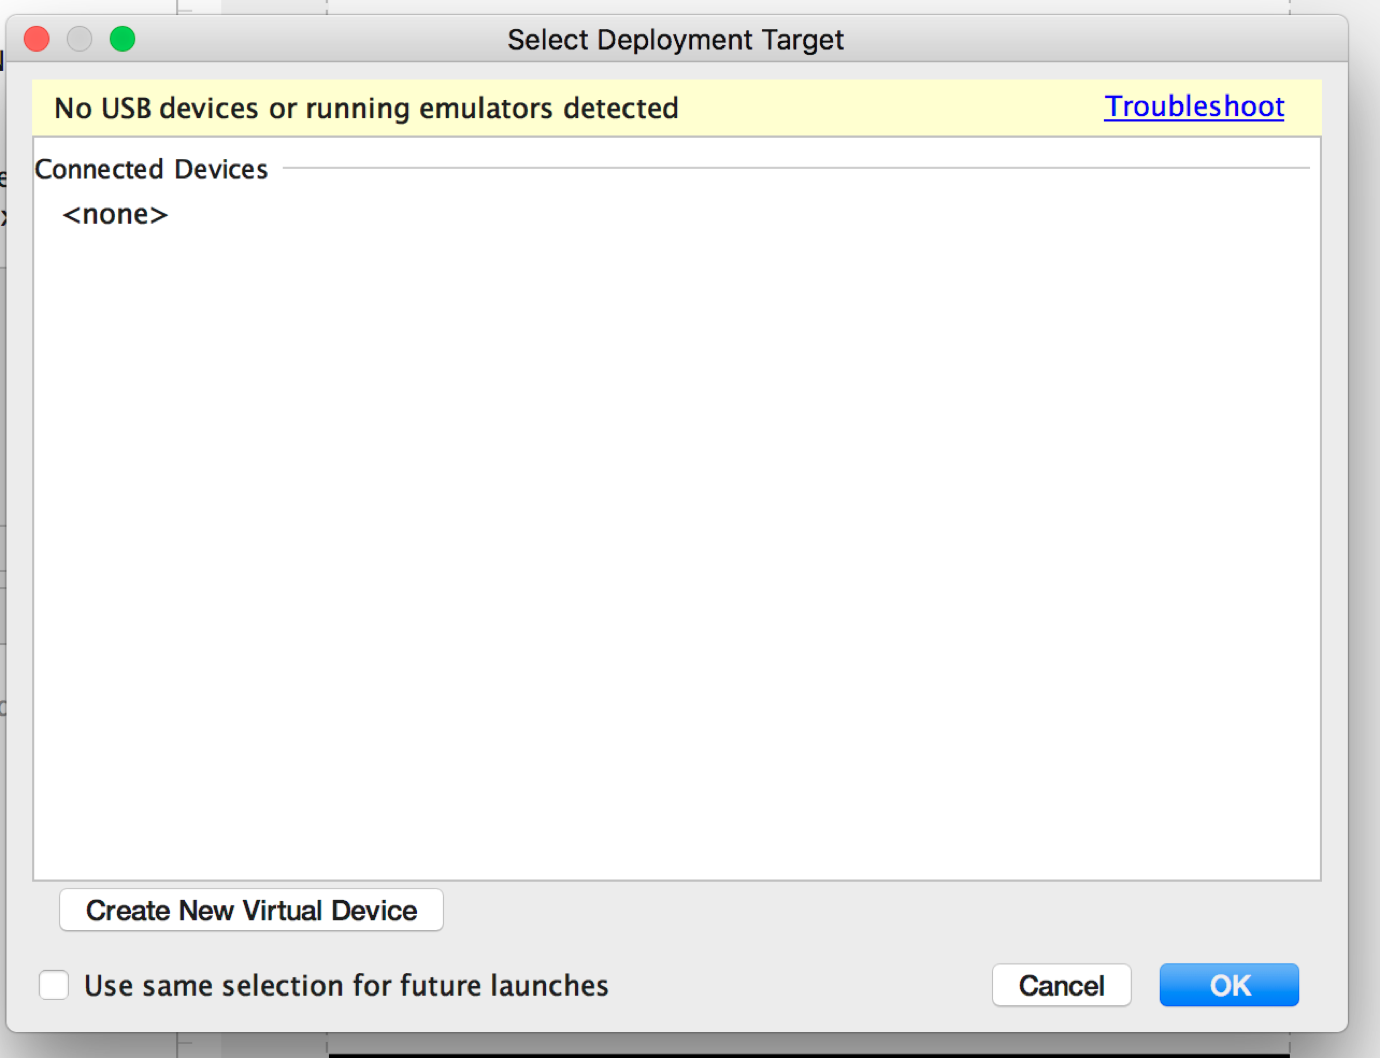 Select Deployment Target
No USB devices or running emulators detected
Troubleshoot
Connected Devices
<none>
Create New Virtual Device
Use same selection for future launches
Cancel
OK